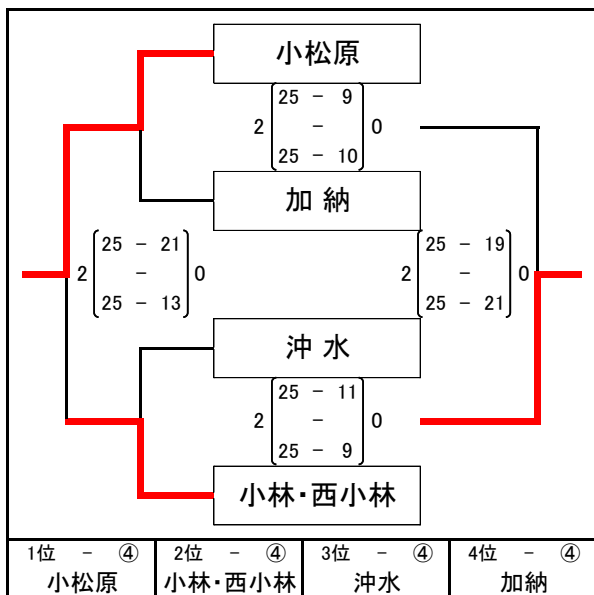 小松原
25 - 9
2 - 0
25 - 10
加 納
25 - 21
2 - 0
25 - 13
25 - 19
2 - 0
25 - 21
沖 水
25 - 11
2 - 0
25 - 9
小林・西小林
1位 - ④ 2位 - ④ 3位 - ④ 4位 - ④
小松原 小林・西小林 沖水 加納